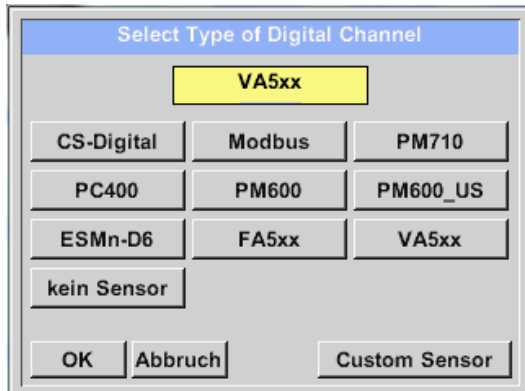 Select Type of Digital Channel
VA5xx
CS-Digital Modbus PM710
PC400 PM600 PM600_US
ESMn-D6 FA5xx VA5xx
kein Sensor
OK Abbruch Custom Sensor